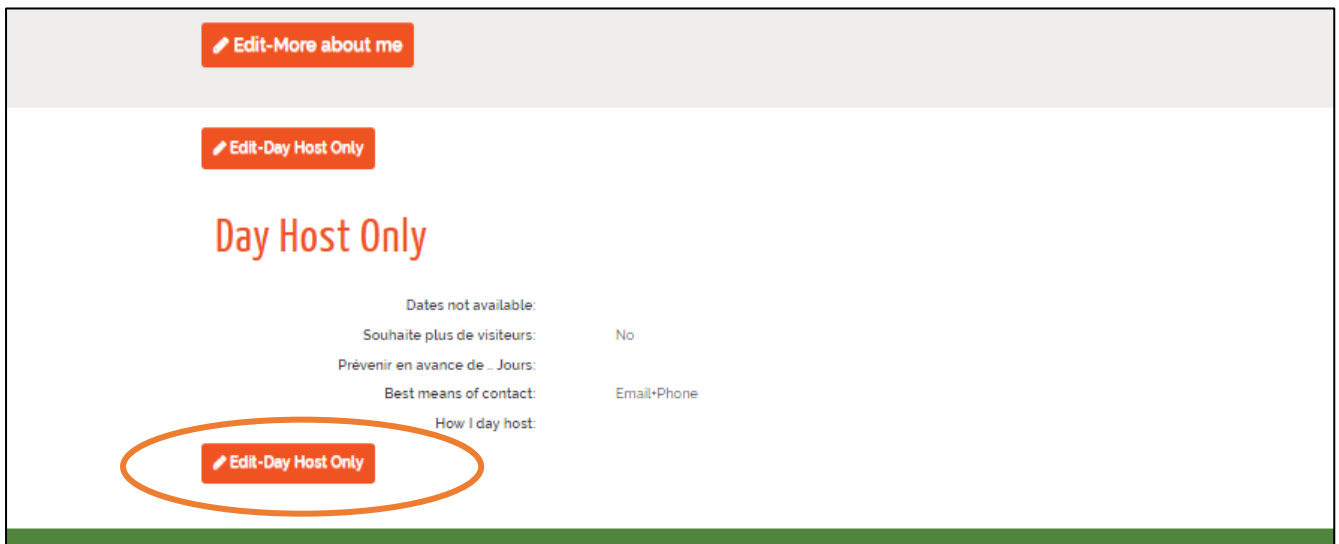 Edit-More about me
Edit-Day Host Only
Day Host Only
Dates not available:
Souhaite plus de visiteurs: No
Prévenir en avance de .. Jours:
Best means of contact: Email+Phone
How I day host:
Edit-Day Host Only